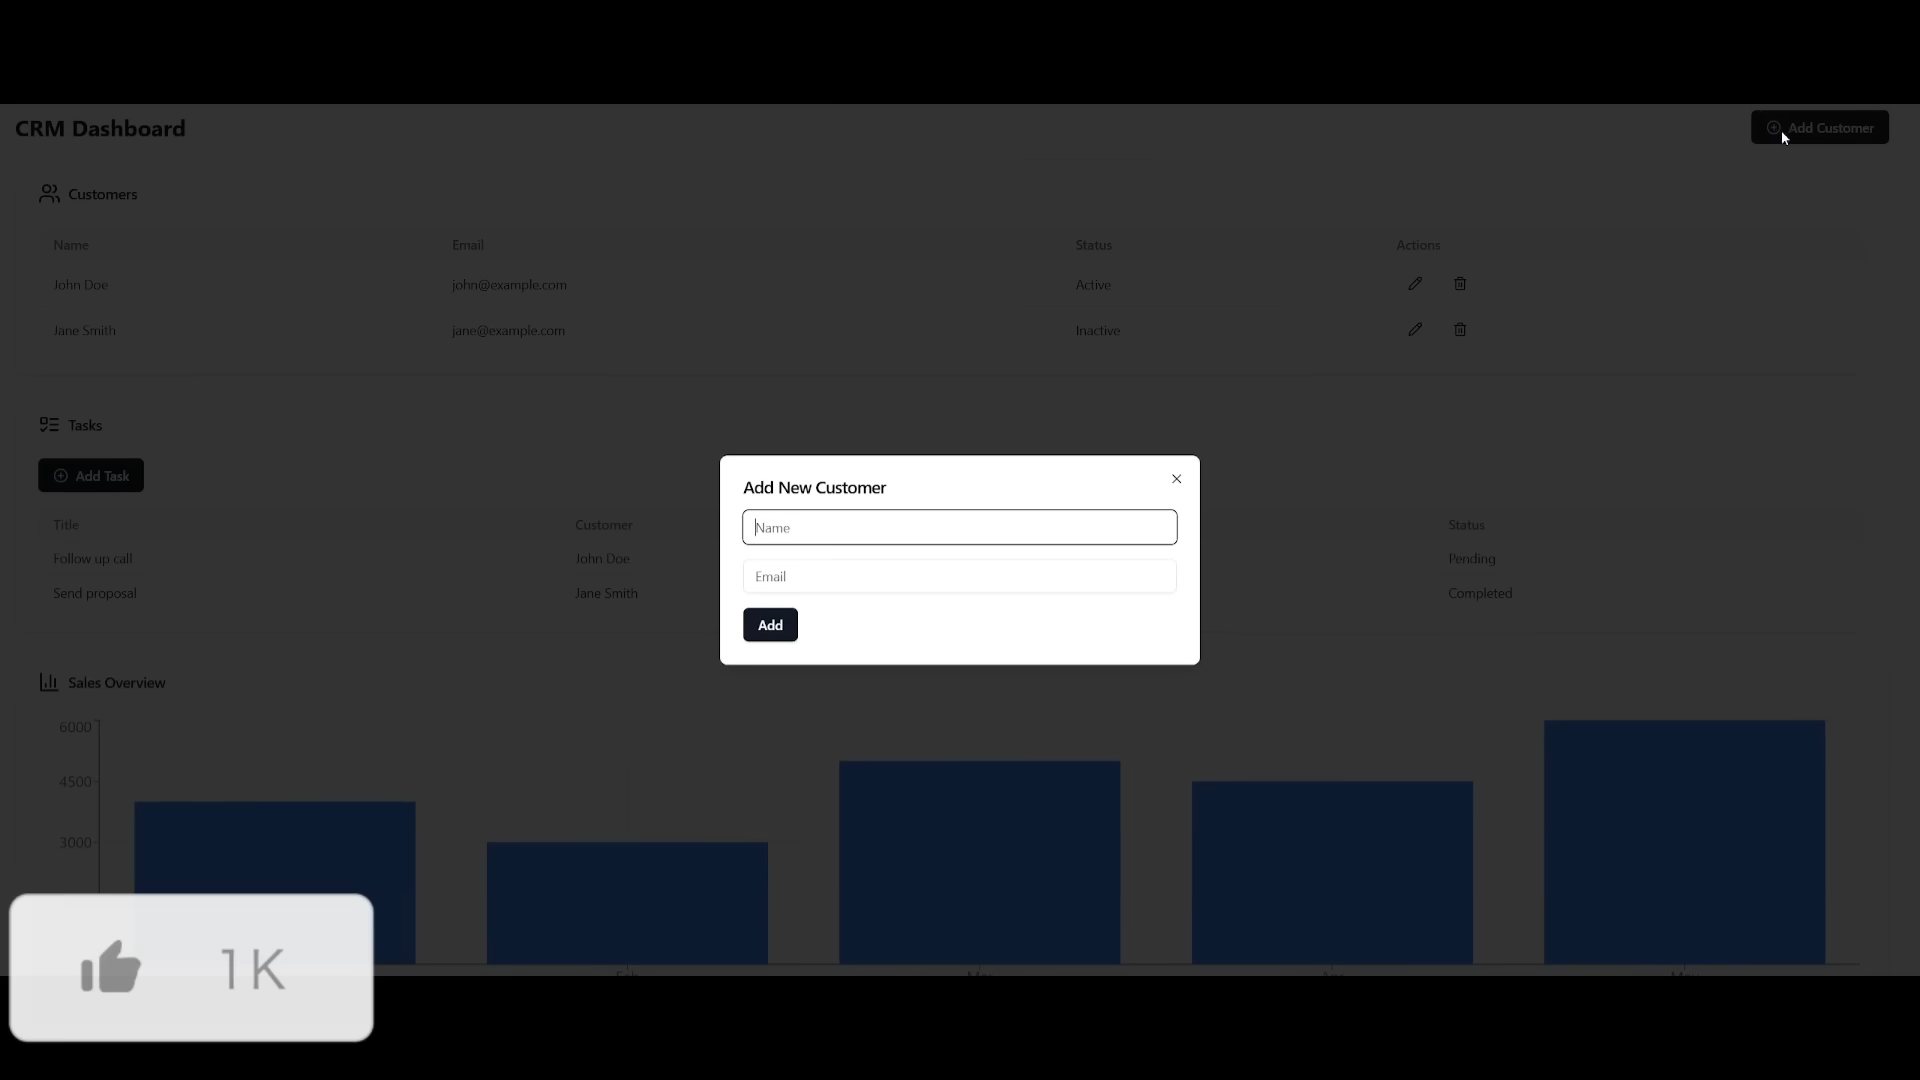 CRM Dashboard
Add Customer
Customers
Name Email Status Actions
John Doe john@example.com Active
Jane Smith jane@example.com Inactive
Tasks
Add Task
Title Customer Status
Follow up call John Doe Pending
Send proposal Jane Smith Completed
Add New Customer
Name
Email
Add
Sales Overview
6000
4500
3000
1K